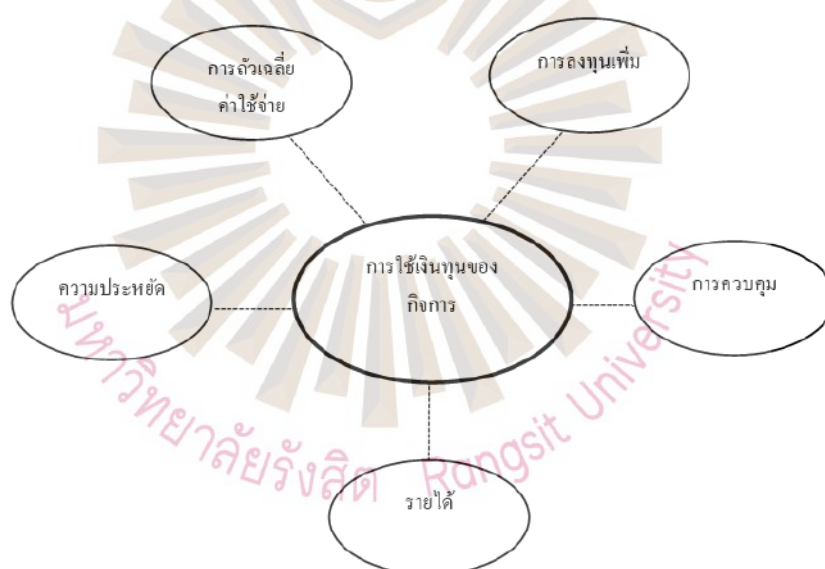 การถัวเฉลี่ย
ค่าใช้จ่าย
การลงทุนเพิ่ม
การใช้เงินทุนของ
กิจการ
ความประหยัด
การควบคุม
รายได้
มหาวิทยาลัยรังสิต Rangsit University